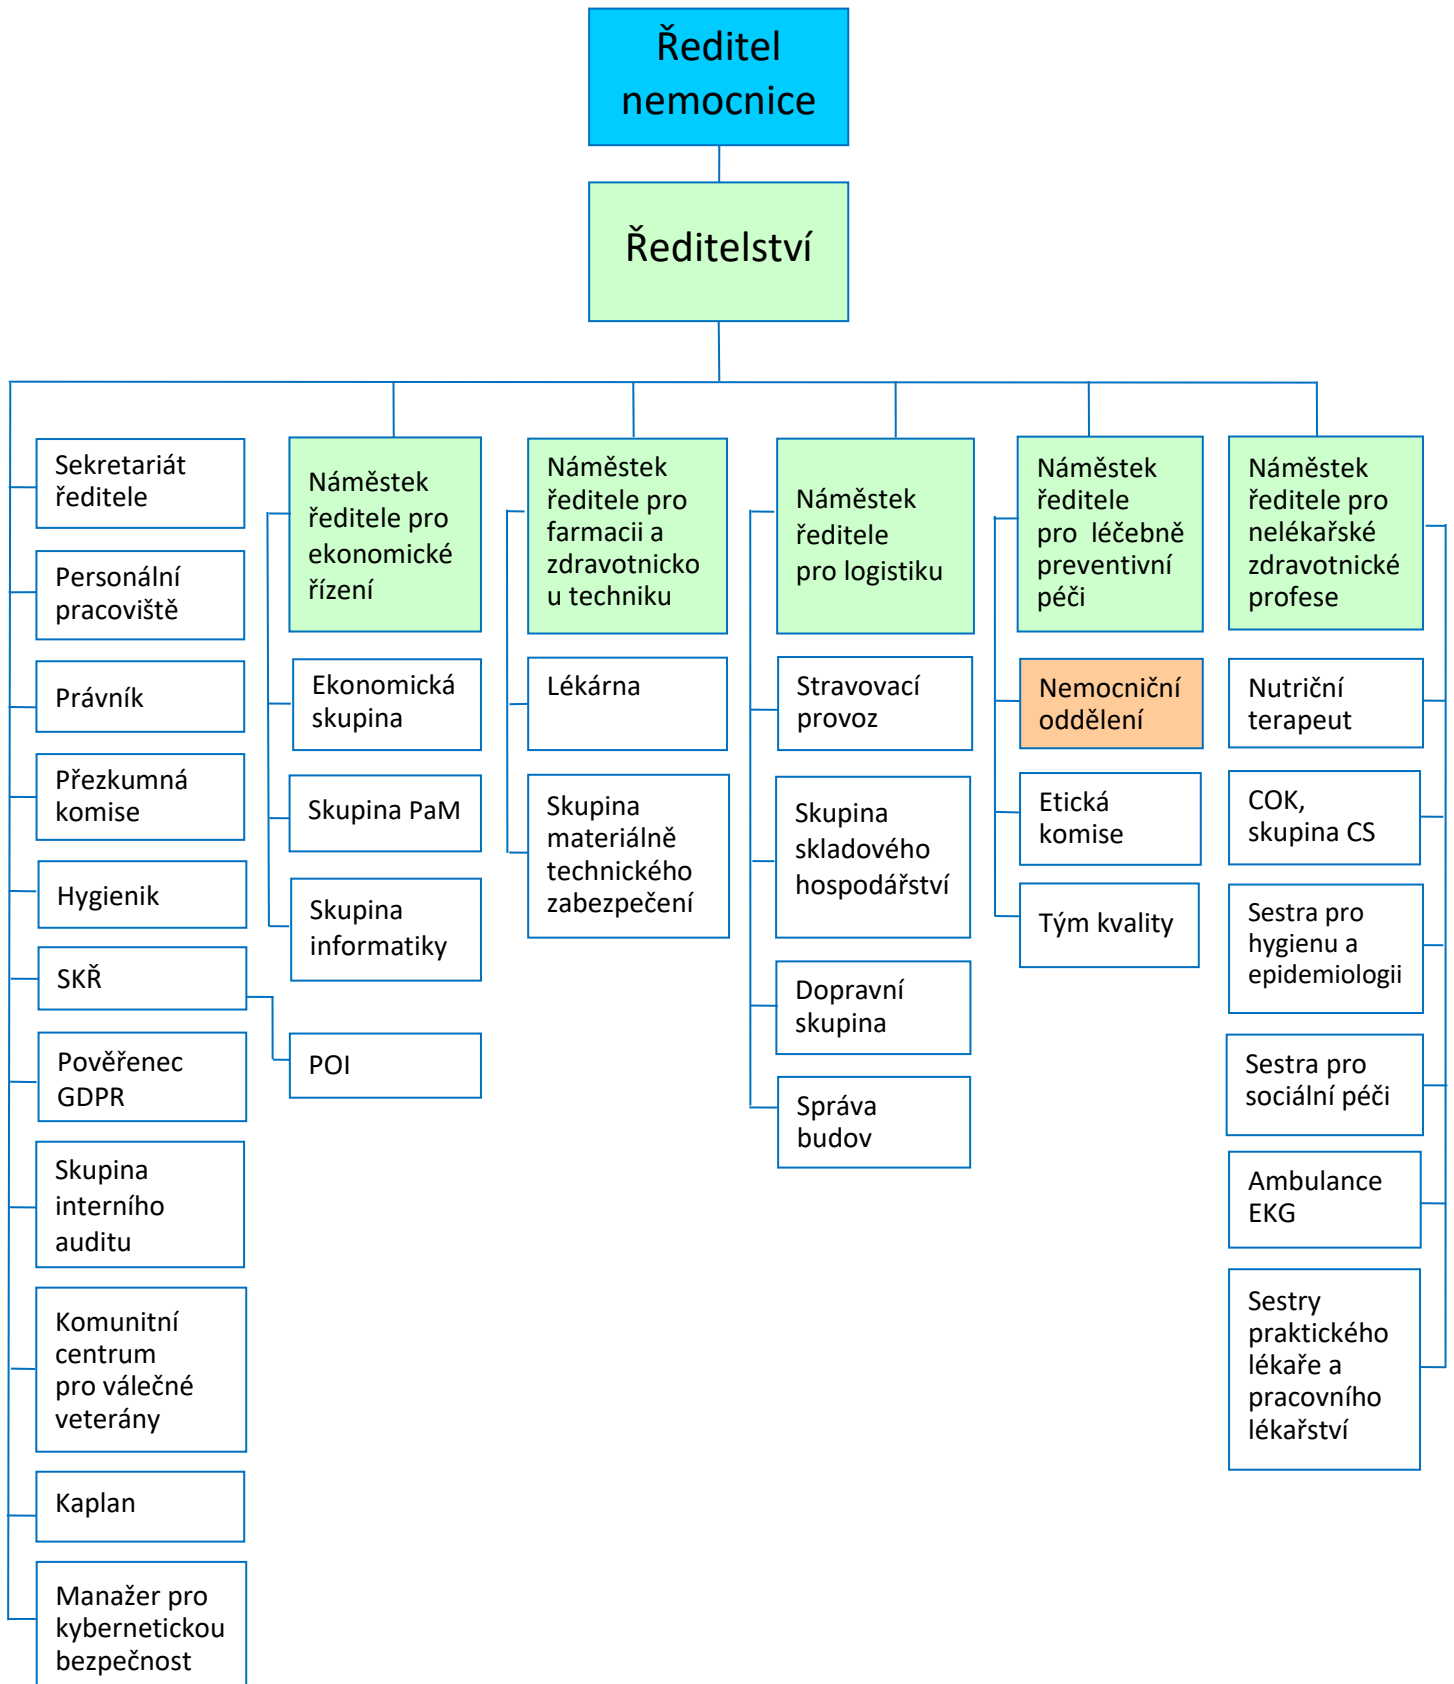 Ředitel
nemocnice
Ředitelství
Sekretariát
ředitele
Personální
pracoviště
Právník
Přezkumná
komise
Hygienik
SKŘ
Pověřenec
GDPR
Skupina
interního
auditu
Komunitní
centrum
pro válečné
veterány
Kaplan
Manažer pro
kybernetickou
bezpečnost
Náměstek
ředitele pro
ekonomické
řízení
Ekonomická
skupina
Skupina PaM
Skupina
informatiky
POI
Náměstek
ředitele pro
farmacii a
zdravotnicko
u techniku
Lékárna
Skupina
materiálně
technického
zabezpečení
Náměstek
ředitele
pro logistiku
Stravovací
provoz
Skupina
skladového
hospodářství
Dopravní
skupina
Správa
budov
Náměstek
ředitele
pro léčebně
preventivní
péči
Nemocniční
oddělení
Etická
komise
Tým kvality
Náměstek
ředitele pro
nelékařské
zdravotnické
profese
Nutriční
terapeut
COK,
skupina CS
Sestra pro
hygienu a
epidemiologii
Sestra pro
sociální péči
Ambulance
EKG
Sestry
praktického
lékaře a
pracovního
lékařství